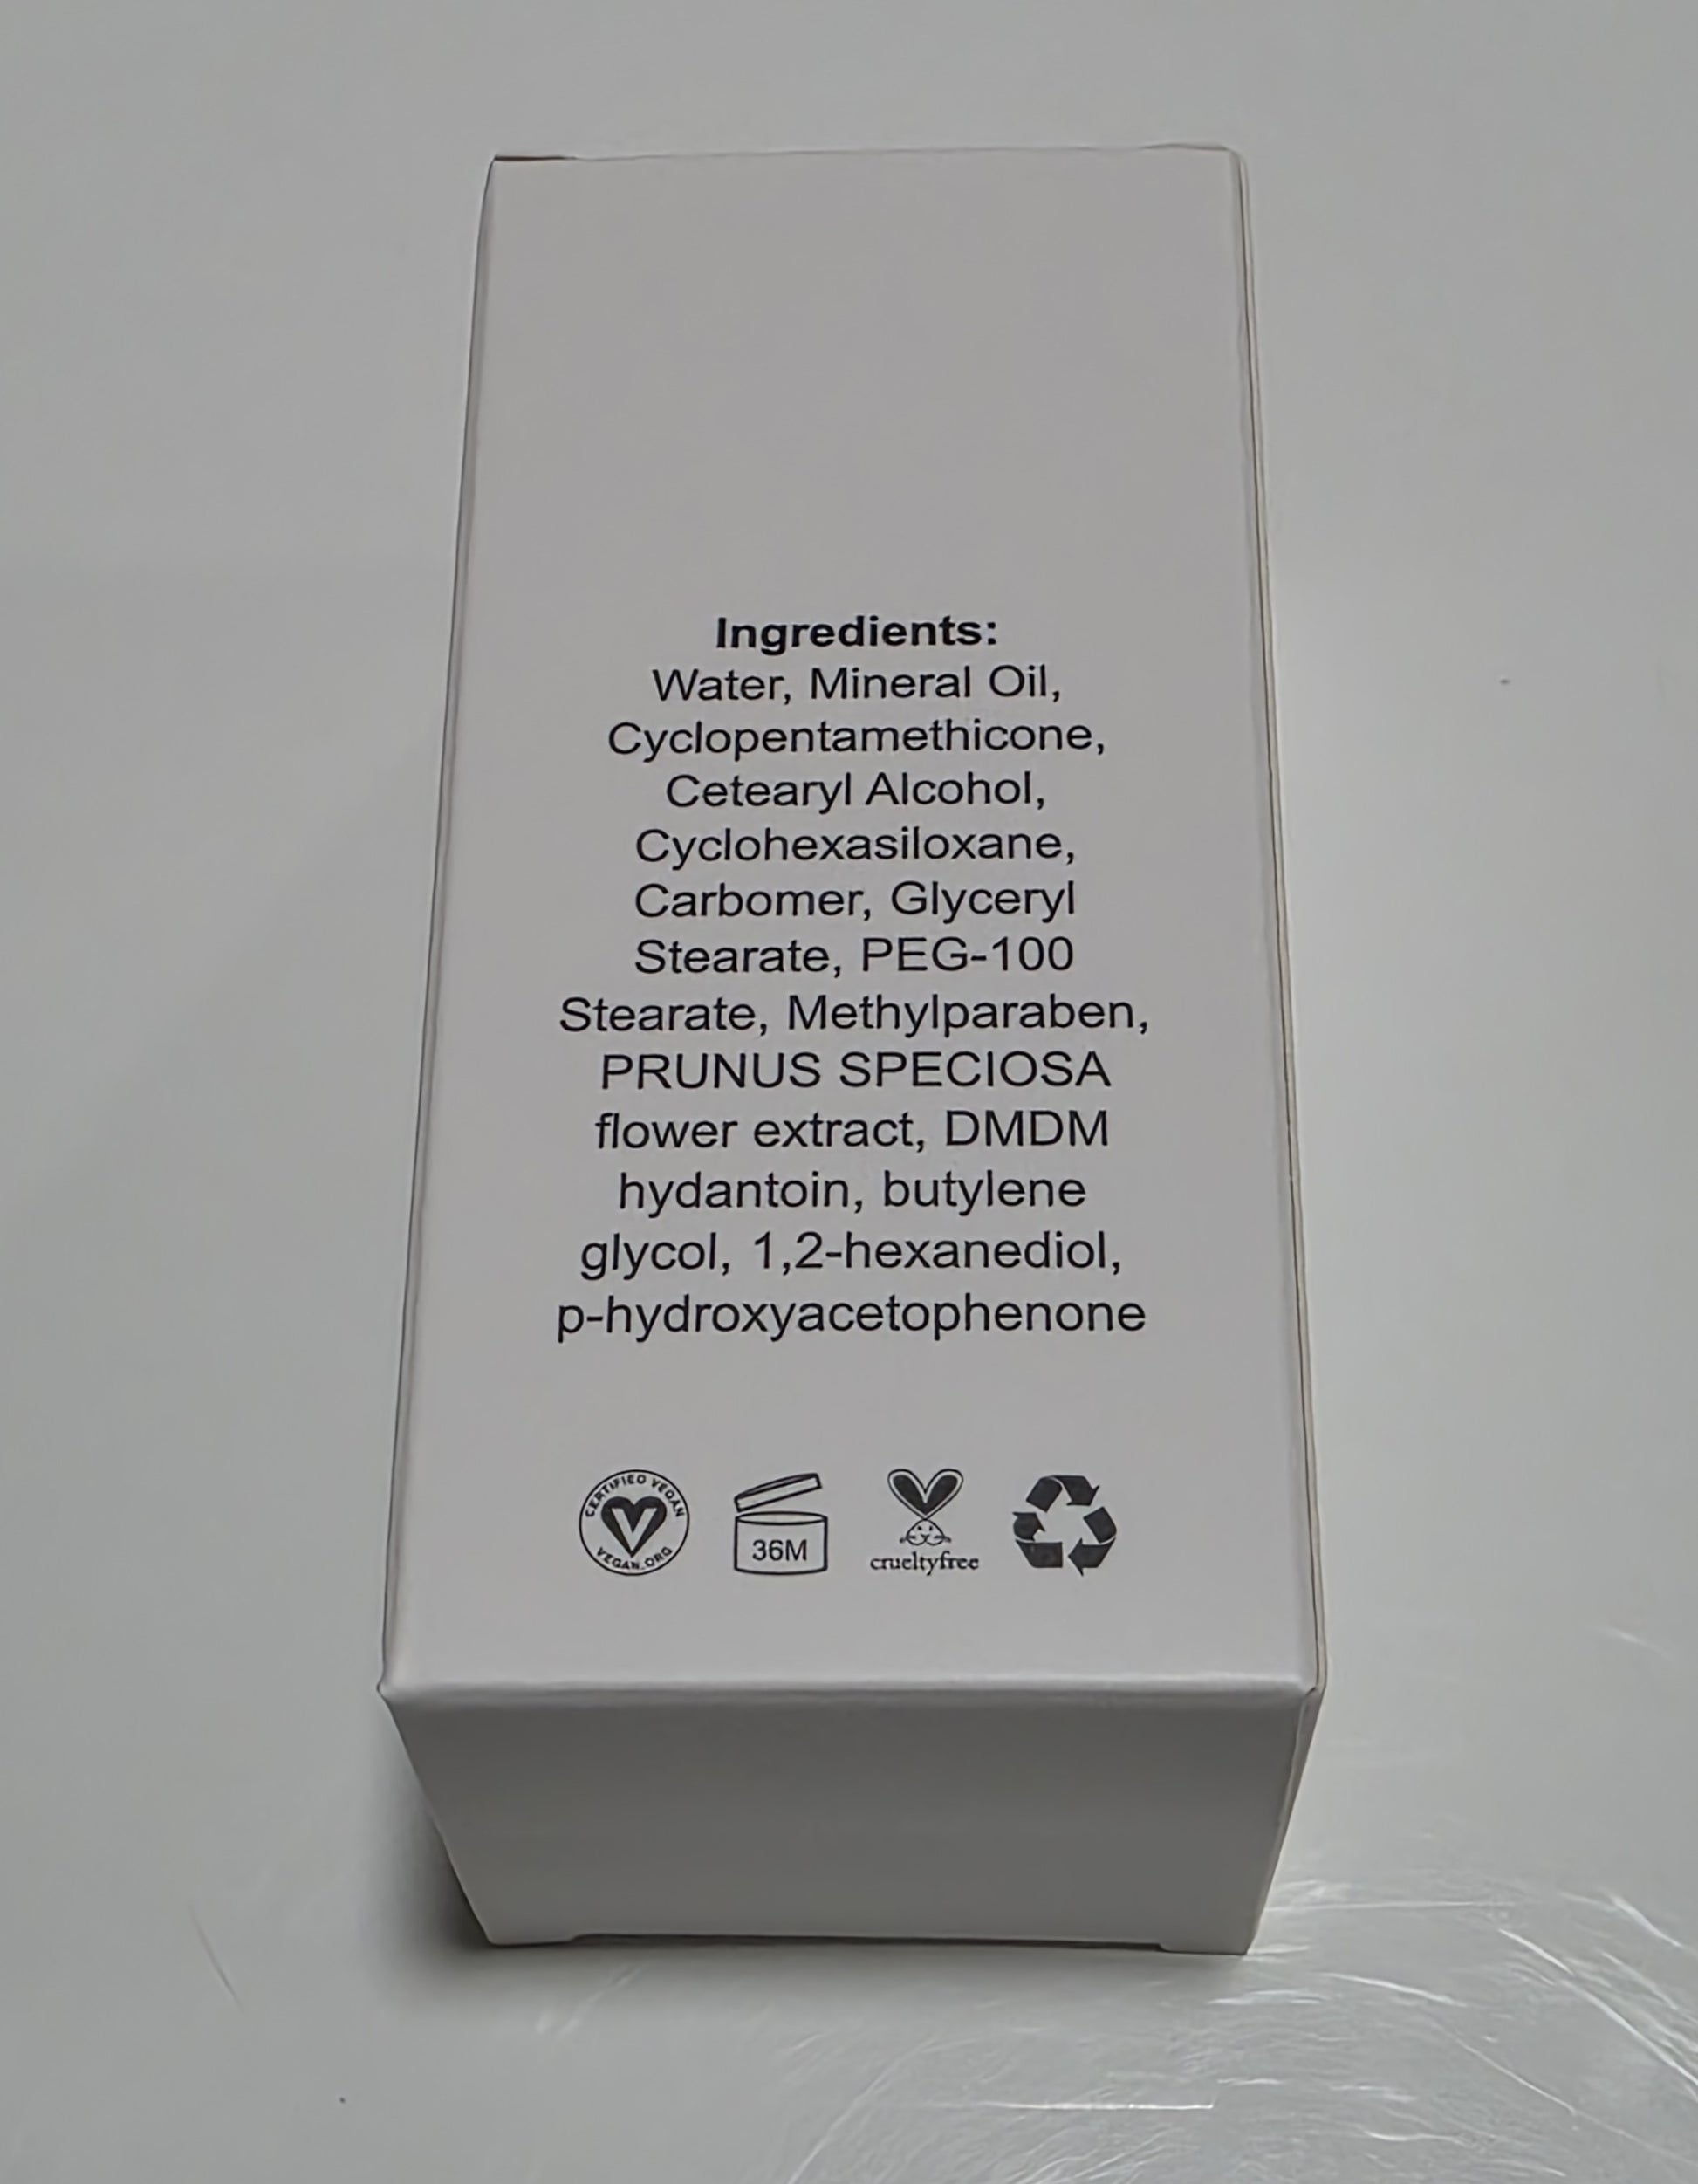 Ingredients:
Water, Mineral Oil,
Cyclopentamethicone,
Cetearyl Alcohol,
Cyclohexasiloxane,
Carbomer, Glyceryl
Stearate, PEG-100
Stearate, Methylparaben,
PRUNUS SPECIOSA
flower extract, DMDM
hydantoin, butylene
glycol, 1,2-hexanediol,
p-hydroxyacetophenone
CERTIFIED VEGAN
V
VEGAN.ORG
36M
crueltyfree